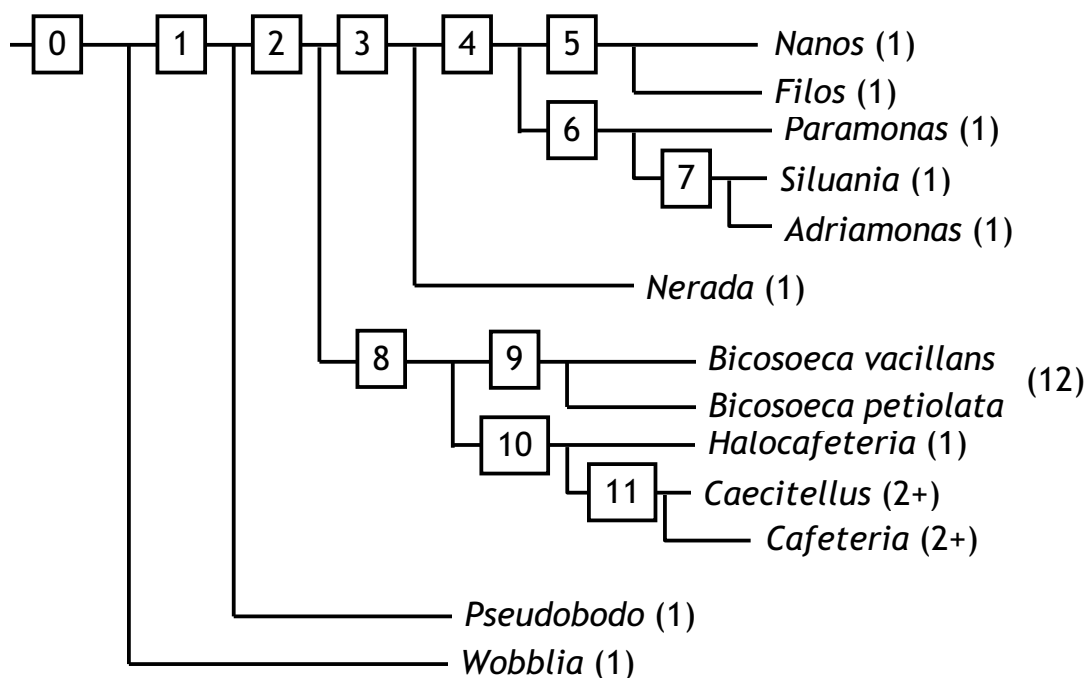 0 1 2 3 4 5 Nanos (1)
Filos (1)
6 Paramonas (1)
7 Siluania (1)
Adriamonas (1)
Nerada (1)
8 9 Bicosoeca vacillans
(12)
Bicosoeca petiolata
10 Halocafeteria (1)
11 Caecitellus (2+)
Cafeteria (2+)
Pseudobodo (1)
Wobblia (1)